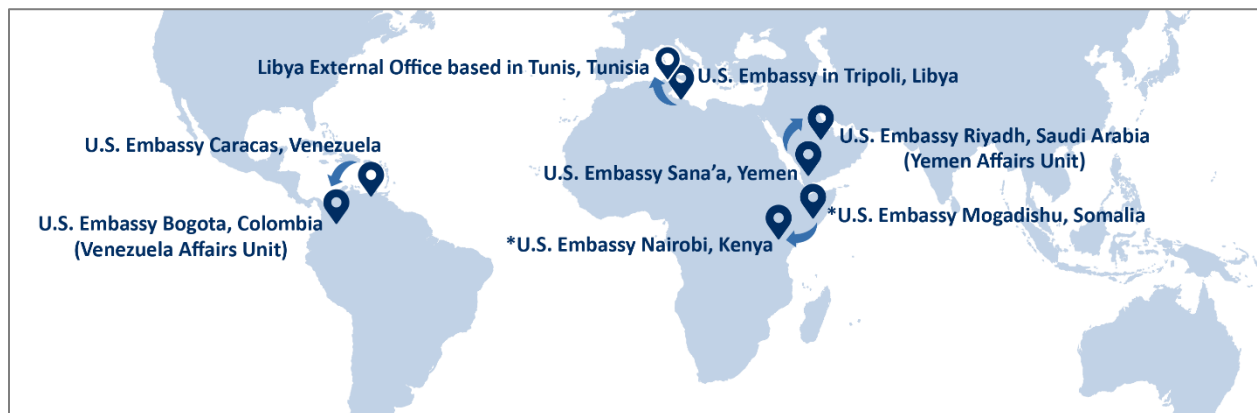 Libya External Office based in Tunis, Tunisia
U.S. Embassy in Tripoli, Libya
U.S. Embassy Caracas, Venezuela
U.S. Embassy Bogota, Colombia
(Venezuela Affairs Unit)
U.S. Embassy Riyadh, Saudi Arabia
(Yemen Affairs Unit)
U.S. Embassy Sana’a, Yemen
*U.S. Embassy Mogadishu, Somalia
*U.S. Embassy Nairobi, Kenya